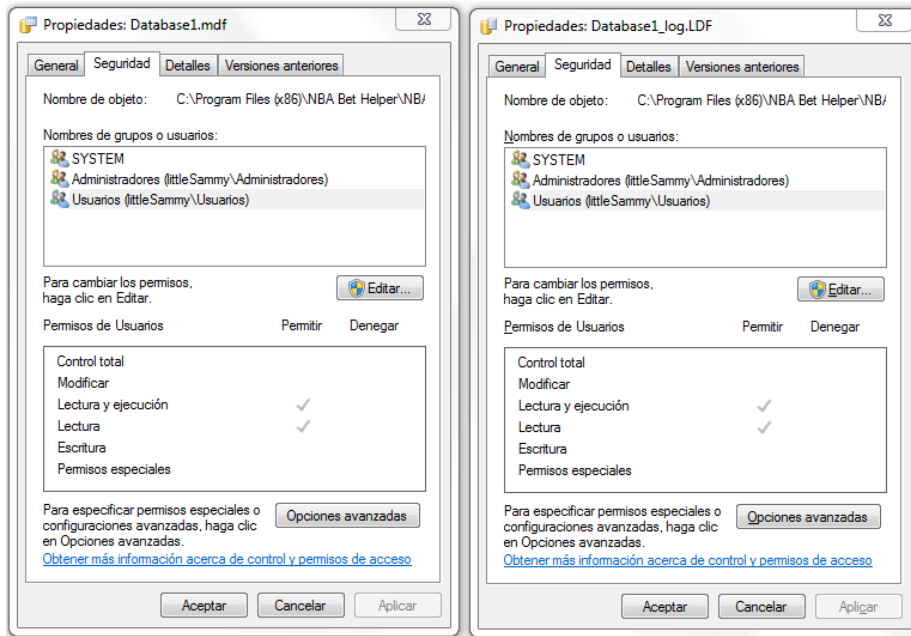 Propiedades: Database1.mdf
General Seguridad Detalles Versiones anteriores
Nombre de objeto: C:\Program Files (x86)\NBA Bet Helper\NBA
Nombres de grupos o usuarios:
SYSTEM
Administradores (littleSammy\Administradores)
Usuarios (littleSammy\Usuarios)
Para cambiar los permisos,
haga clic en Editar.
Editar...
Permisos de Usuarios Permitir Denegar
Control total
Modificar
Lectura y ejecución
Lectura
Escritura
Permisos especiales
Para especificar permisos especiales o
configuraciones avanzadas, haga clic
en Opciones avanzadas.
Opciones avanzadas
Obtener más información acerca de control y permisos de acceso
Aceptar Cancelar Aplicar
Propiedades: Database1_log.LDF
General Seguridad Detalles Versiones anteriores
Nombre de objeto: C:\Program Files (x86)\NBA Bet Helper\NBA
Nombres de grupos o usuarios:
SYSTEM
Administradores (littleSammy\Administradores)
Usuarios (littleSammy\Usuarios)
Para cambiar los permisos,
haga clic en Editar.
Editar...
Permisos de Usuarios Permitir Denegar
Control total
Modificar
Lectura y ejecución
Lectura
Escritura
Permisos especiales
Para especificar permisos especiales o
configuraciones avanzadas, haga clic
en Opciones avanzadas.
Opciones avanzadas
Obtener más información acerca de control y permisos de acceso
Aceptar Cancelar Aplicar